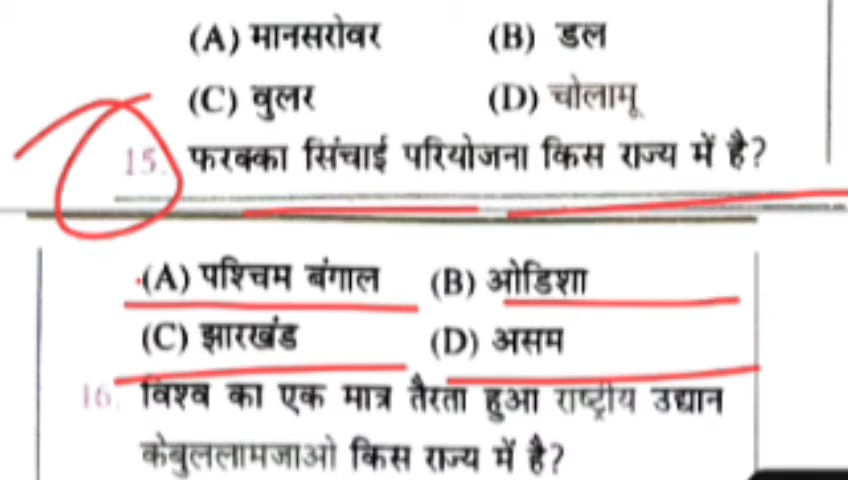 (A) मानसरोवर (B) डल
(C) वुलर (D) चोलामू
15. फरक्का सिंचाई परियोजना किस राज्य में है?
(A) पश्चिम बंगाल (B) ओडिशा
(C) झारखंड (D) असम
16. विश्व का एक मात्र तैरता हुआ राष्ट्रीय उद्यान
केबुललामजाओ किस राज्य में है?